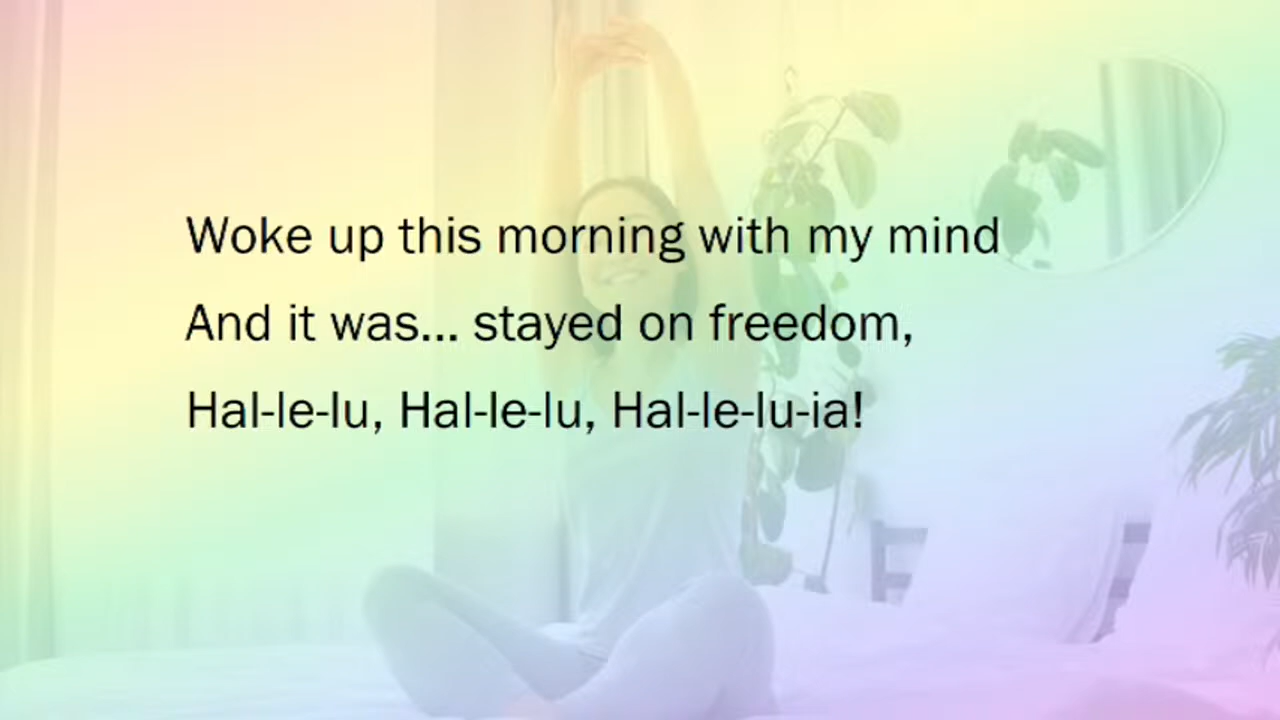 Woke up this morning with my mind
And it was... stayed on freedom,
Hal-le-lu, Hal-le-lu, Hal-le-lu-ia!